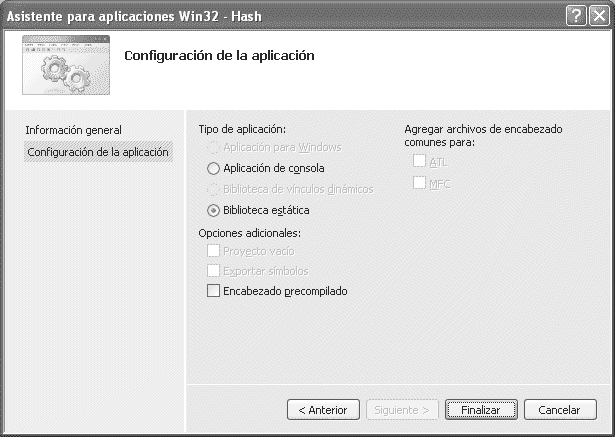 Asistente para aplicaciones Win32 - Hash
Configuración de la aplicación
Información general
Configuración de la aplicación
Tipo de aplicación:
Aplicación para Windows
Aplicación de consola
Biblioteca de vínculos dinámicos
Biblioteca estática
Opciones adicionales:
Proyecto vacío
Exportar símbolos
Encabezado precompilado
Agregar archivos de encabezado
comunes para:
ATL
MFC
< Anterior
Siguiente >
Finalizar
Cancelar